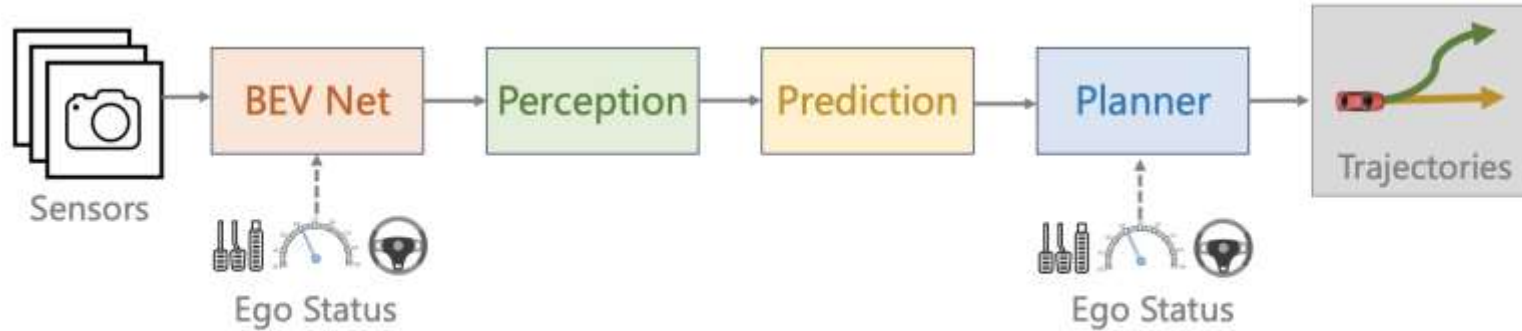 BEV Net
Perception
Prediction
Planner
Trajectories
Sensors
Ego Status
Ego Status